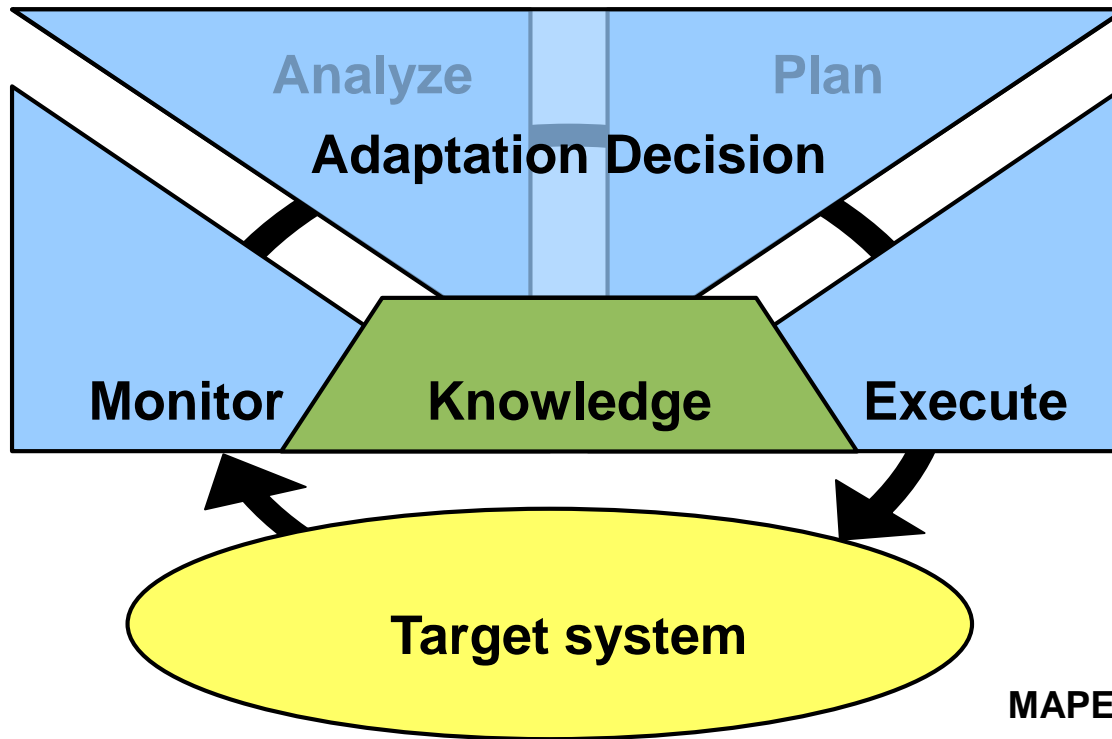 Analyze Plan
Adaptation Decision
Monitor Knowledge Execute
Target system
MAPE